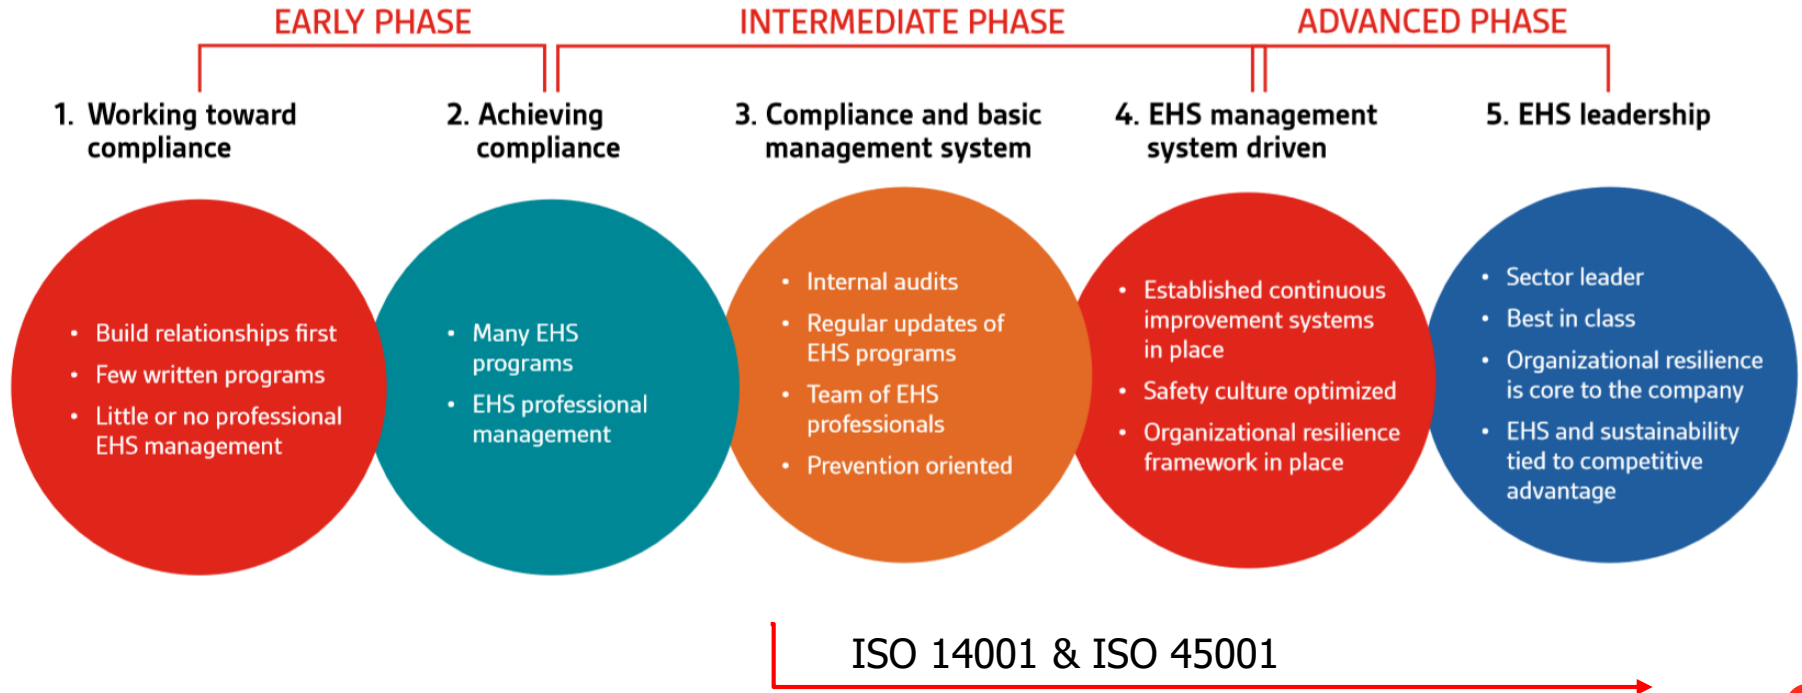 EARLY PHASE
INTERMEDIATE PHASE
ADVANCED PHASE
1. Working toward
compliance
2. Achieving
compliance
3. Compliance and basic
management system
4. EHS management
system driven
5. EHS leadership
• Build relationships first
• Few written programs
• Little or no professional
EHS management
• Many EHS
programs
• EHS professional
management
• Internal audits
• Regular updates of
EHS programs
• Team of EHS
professionals
• Prevention oriented
• Established continuous
improvement systems
in place
• Safety culture optimized
• Organizational resilience
framework in place
• Sector leader
• Best in class
• Organizational resilience
is core to the company
• EHS and sustainability
tied to competitive
advantage
ISO 14001 & ISO 45001